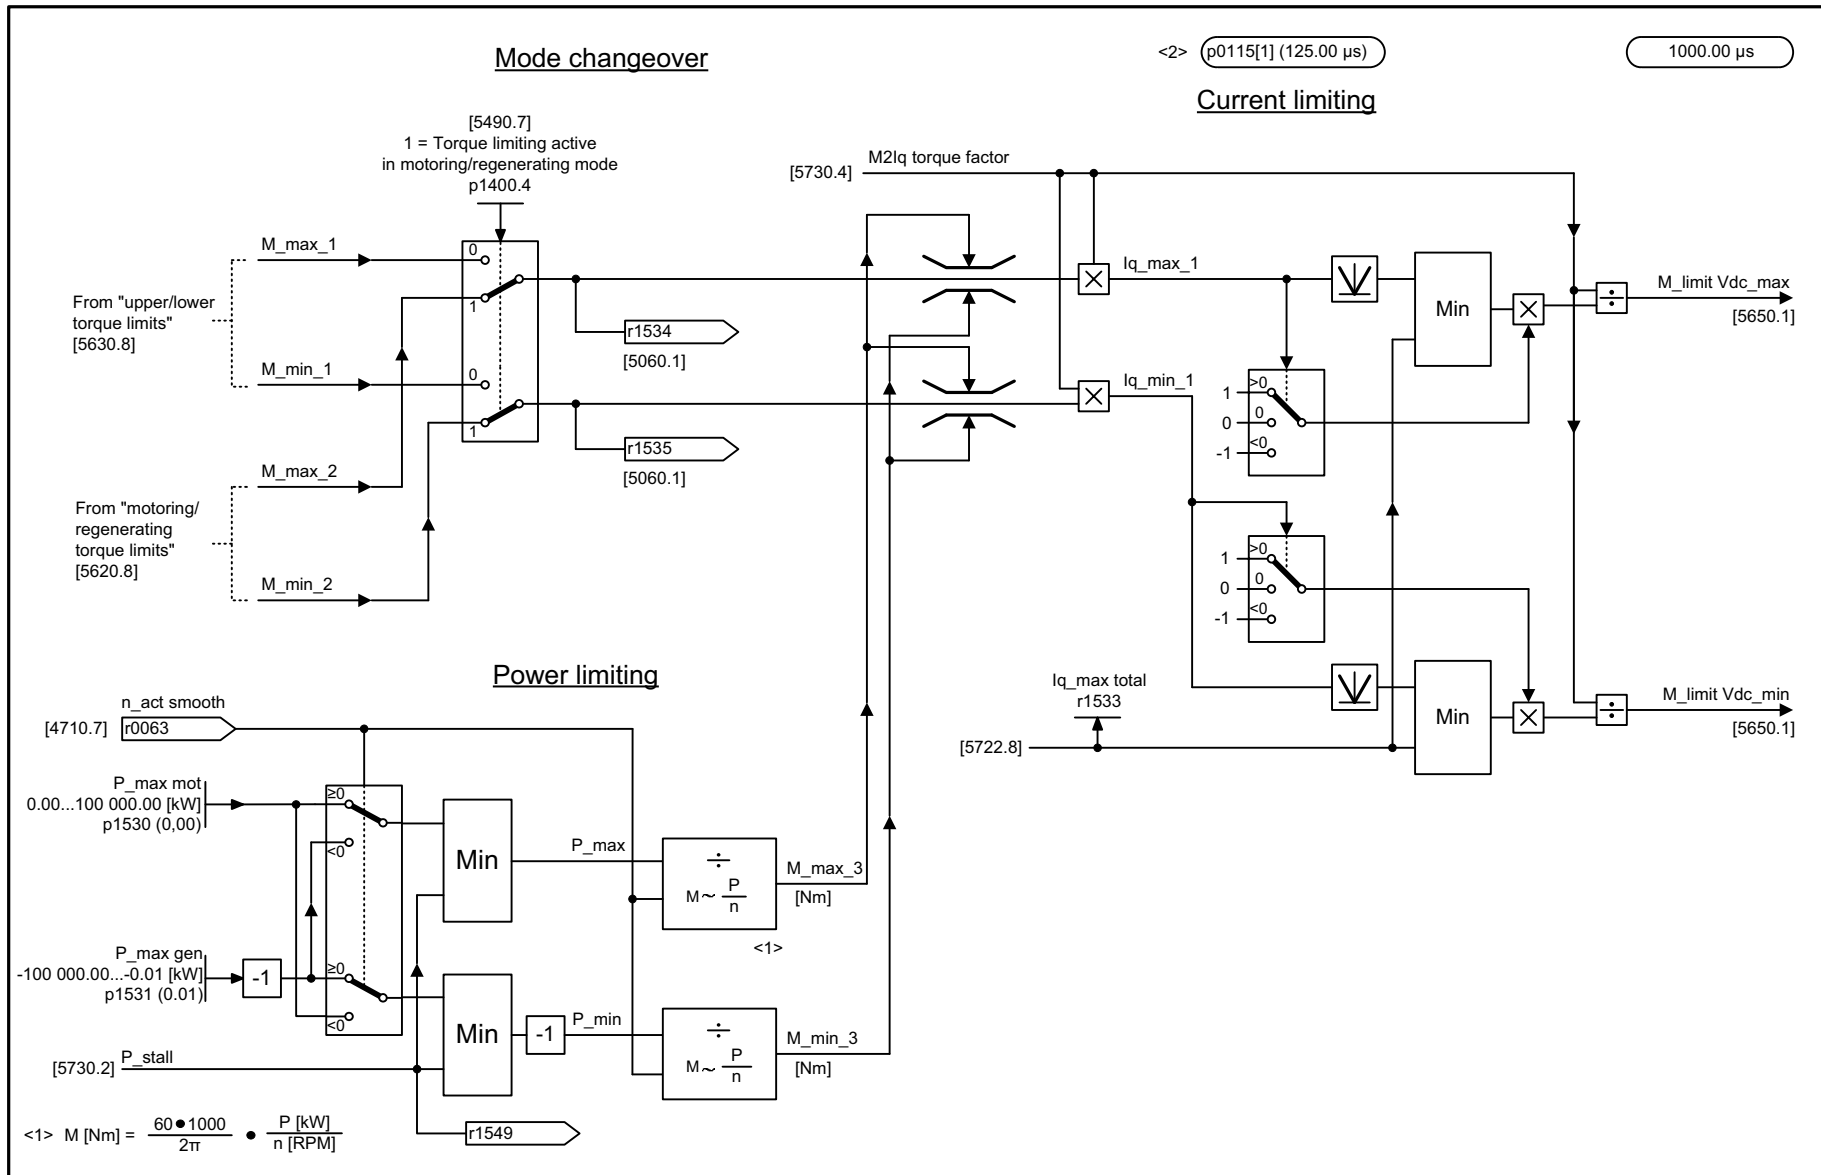 Mode changeover
<2> p0115[1] (125.00 µs)
1000.00 µs
Current limiting
[5490.7]
1 = Torque limiting active
in motoring/regenerating mode
p1400.4
M2Iq torque factor
[5730.4]
M_max_1
0
1
From "upper/lower
torque limits"
[5630.8]
M_min_1
0
1
r1534
[5060.1]
r1535
[5060.1]
M_max_2
From "motoring/
regenerating
torque limits"
[5620.8]
M_min_2
Iq_max_1
Iq_min_1
Min
M_limit Vdc_max
[5650.1]
1 >0
0 0
-1 <0
1 >0
0 0
-1 <0
Iq_max total
r1533
[5722.8]
Min
M_limit Vdc_min
[5650.1]
Power limiting
n_act smooth
[4710.7] r0063
P_max mot
0.00...100 000.00 [kW]
p1530 (0,00)
≥0
<0
Min
P_max
÷
M ~ P/n
M_max_3
[Nm]
<1>
P_max gen
-100 000.00...-0.01 [kW]
p1531 (0.01)
-1
≥0
<0
Min
-1
P_min
÷
M ~ P/n
M_min_3
[Nm]
P_stall
[5730.2]
r1549
<1> M [Nm] = 60•1000/2π • P [kW]/n [RPM]